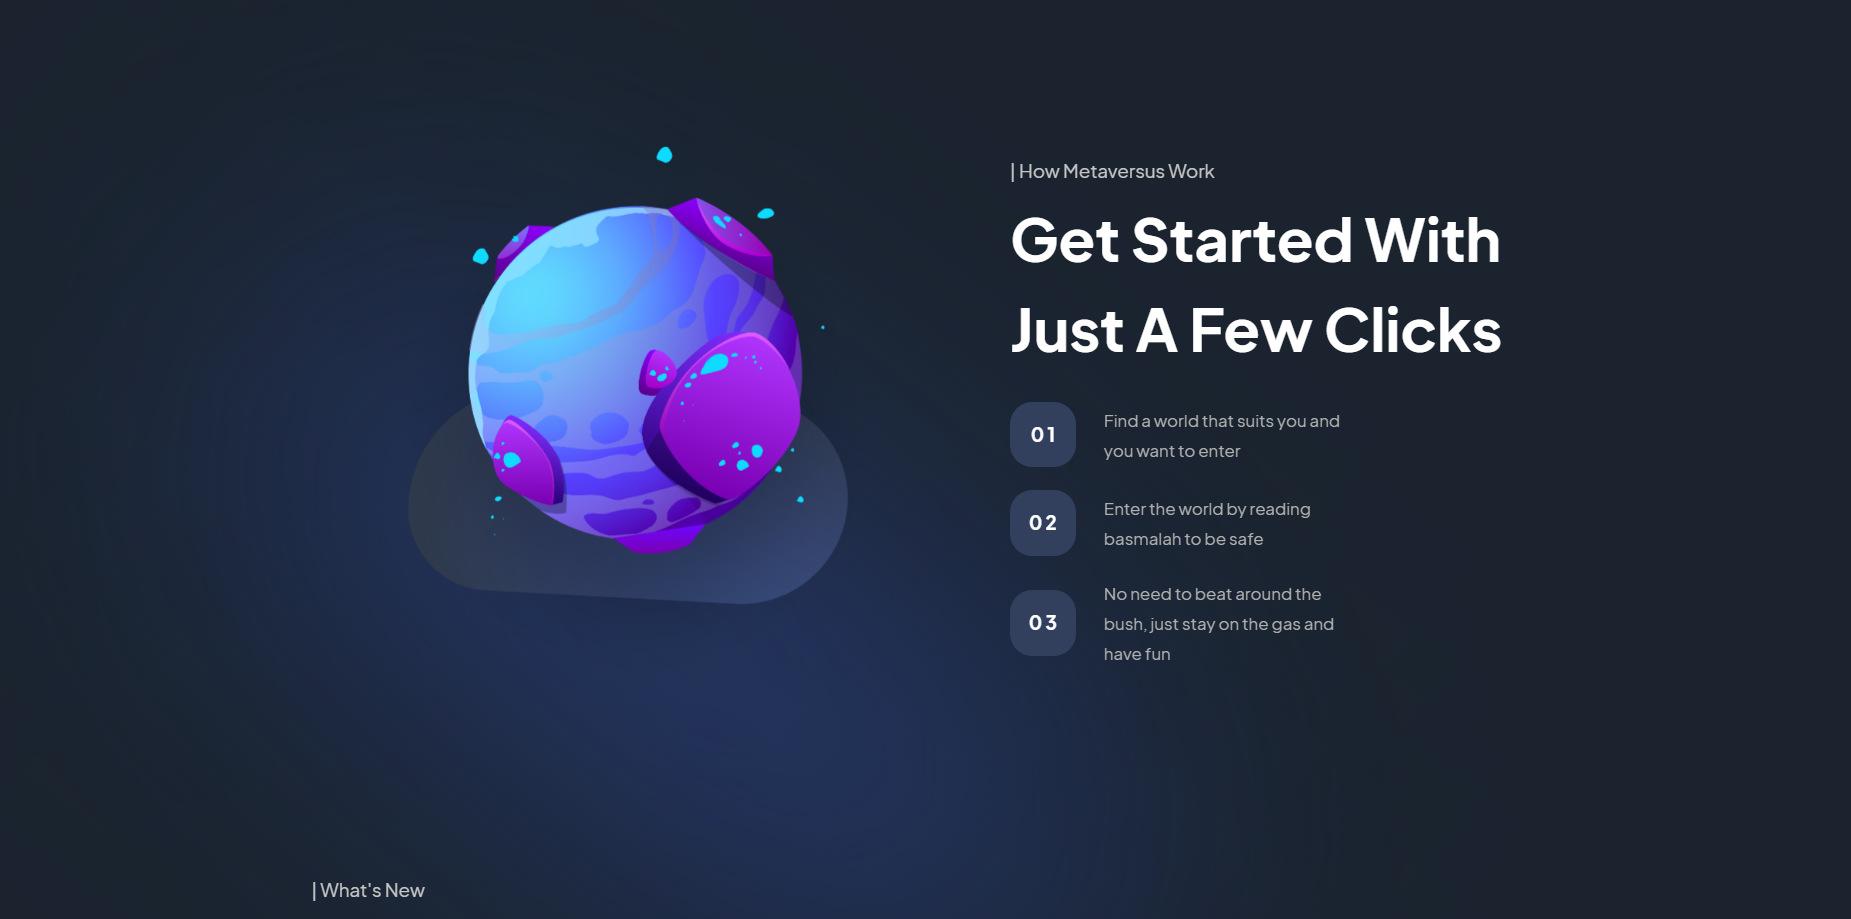 | How Metaversus Work
Get Started With
Just A Few Clicks
01
Find a world that suits you and
you want to enter
02
Enter the world by reading
basmalah to be safe
03
No need to beat around the
bush, just stay on the gas and
have fun
| What's New